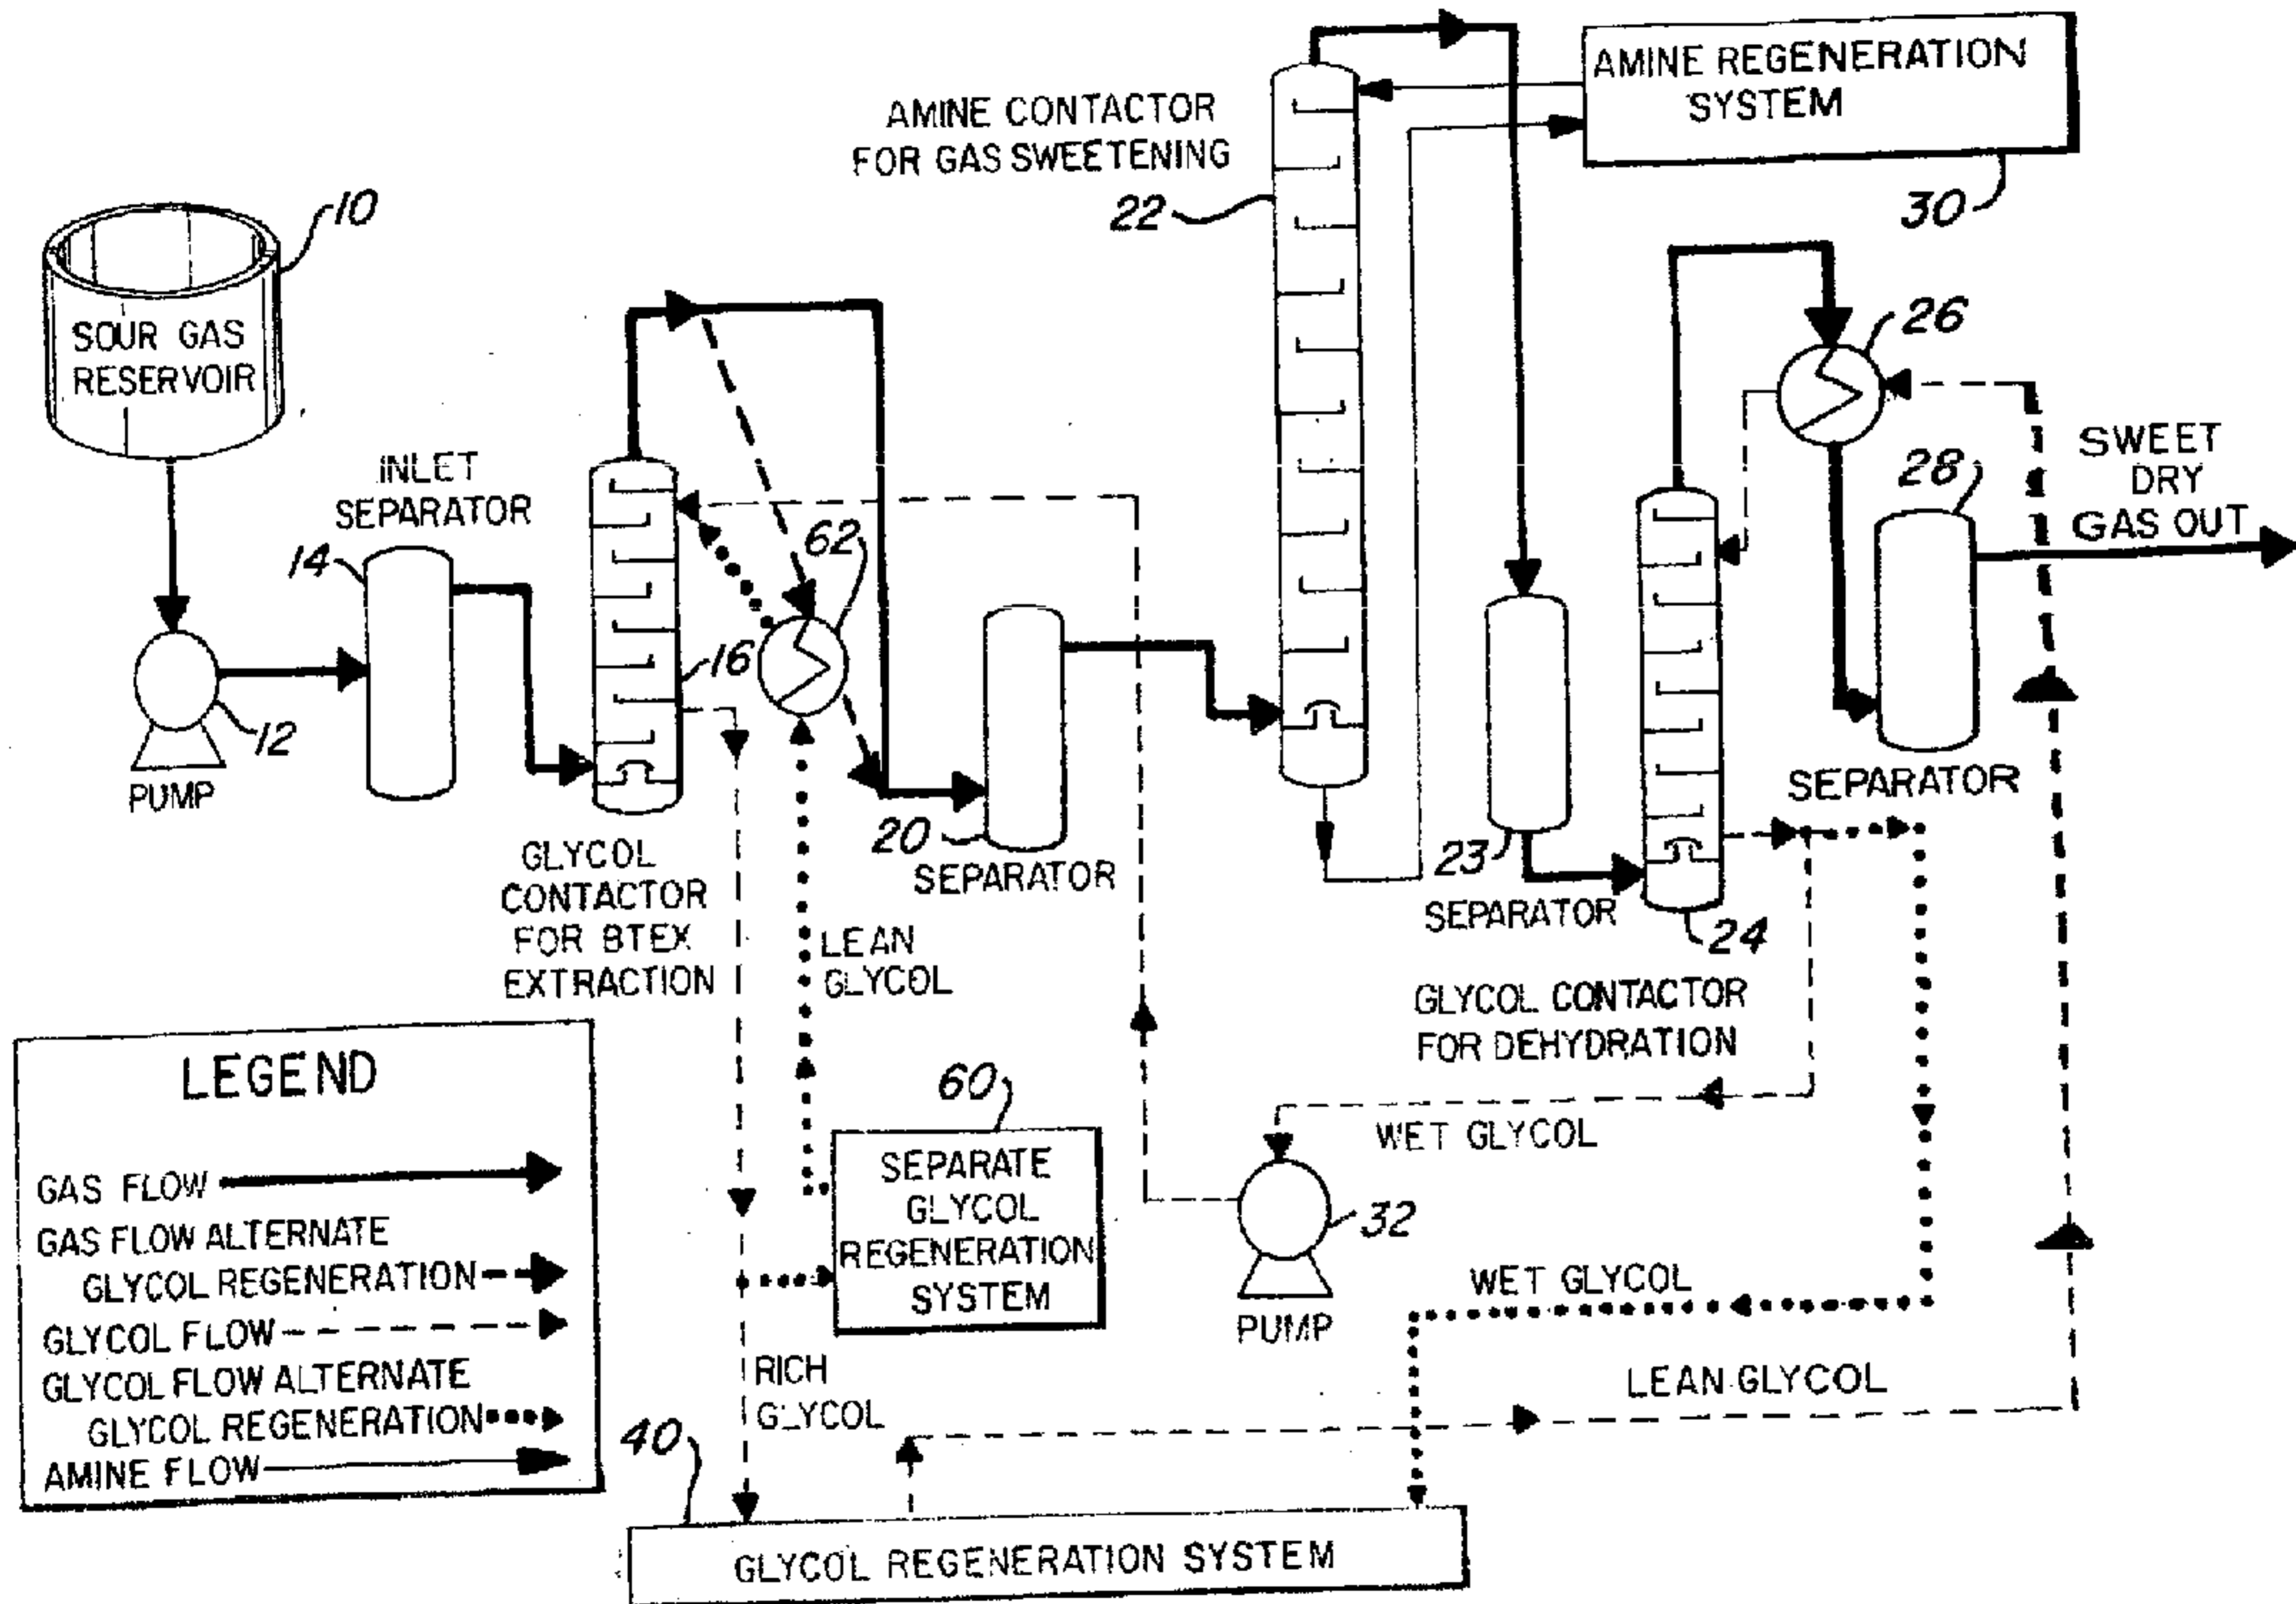 AMINE REGENERATION
SYSTEM
30
AMINE CONTACTOR
FOR GAS SWEETENING
22
10
SOUR GAS
RESERVOIR
26
INLET
SEPARATOR
14
62
16
12
PUMP
SWEET
DRY
GAS OUT
28
SEPARATOR
20
SEPARATOR
23
SEPARATOR
24
GLYCOL
CONTACTOR
FOR BTEX
EXTRACTION
LEAN
GLYCOL
GLYCOL CONTACTOR
FOR DEHYDRATION
60
SEPARATE
GLYCOL
REGENERATION
SYSTEM
WET GLYCOL
32
PUMP
WET GLYCOL
RICH
GLYCOL
LEAN GLYCOL
40
GLYCOL REGENERATION SYSTEM
LEGEND
GAS FLOW
GAS FLOW ALTERNATE
GLYCOL REGENERATION
GLYCOL FLOW
GLYCOL FLOW ALTERNATE
GLYCOL REGENERATION
AMINE FLOW